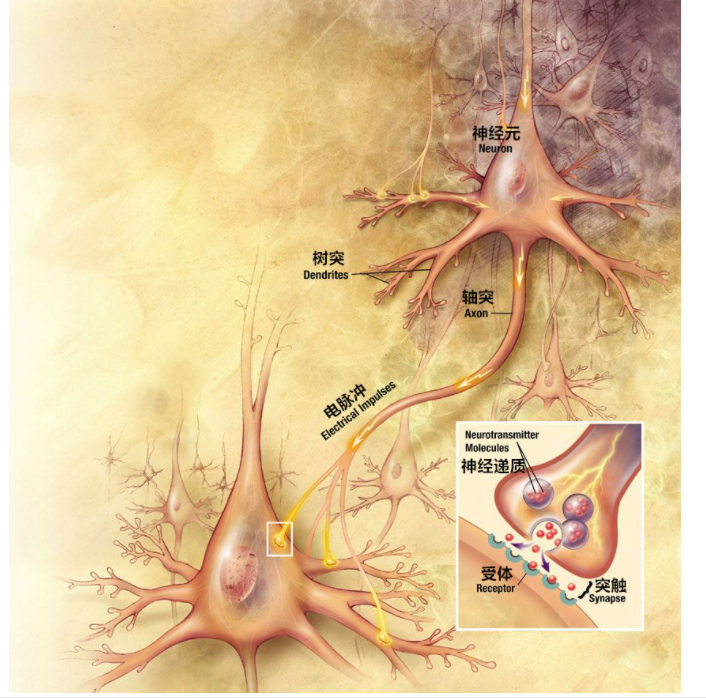 神经元
Neuron
树突
Dendrites
轴突
Axon
电脉冲
Electrical Impulses
Neurotransmitter
Molecules
神经递质
受体
Receptor
突触
Synapse